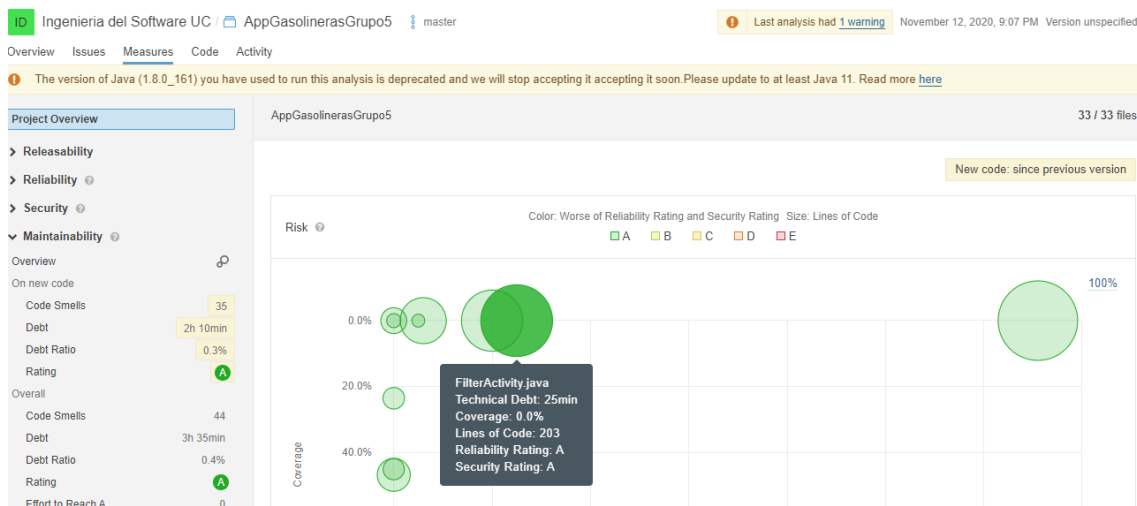 ID Ingenieria del Software UC / AppGasolinerasGrupo5 master Last analysis had 1 warning November 12, 2020, 9:07 PM Version unspecified
Overview Issues Measures Code Activity
The version of Java (1.8.0_161) you have used to run this analysis is deprecated and we will stop accepting it accepting it soon.Please update to at least Java 11. Read more here
Project Overview
Releasability
Reliability
Security
Maintainability
Overview
On new code
Code Smells 35
Debt 2h 10min
Debt Ratio 0.3%
Rating A
Overall
Code Smells 44
Debt 3h 35min
Debt Ratio 0.4%
Rating A
Effort to Reach A 0
AppGasolinerasGrupo5 33 / 33 files
New code: since previous version
Risk
Color: Worse of Reliability Rating and Security Rating Size: Lines of Code
A B C D E
100%
0.0%
20.0%
40.0%
Coverage
FilterActivity.java
Technical Debt: 25min
Coverage: 0.0%
Lines of Code: 203
Reliability Rating: A
Security Rating: A